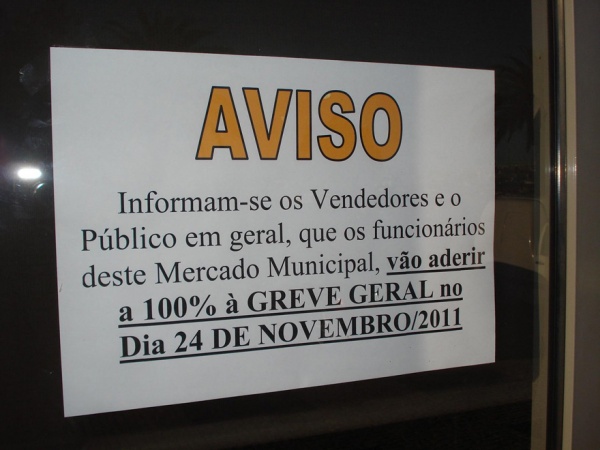 AVISO
Informam-se os Vendedores e o
Público em geral, que os funcionários
deste Mercado Municipal, vão aderir
a 100% à GREVE GERAL no
Dia 24 DE NOVEMBRO/2011